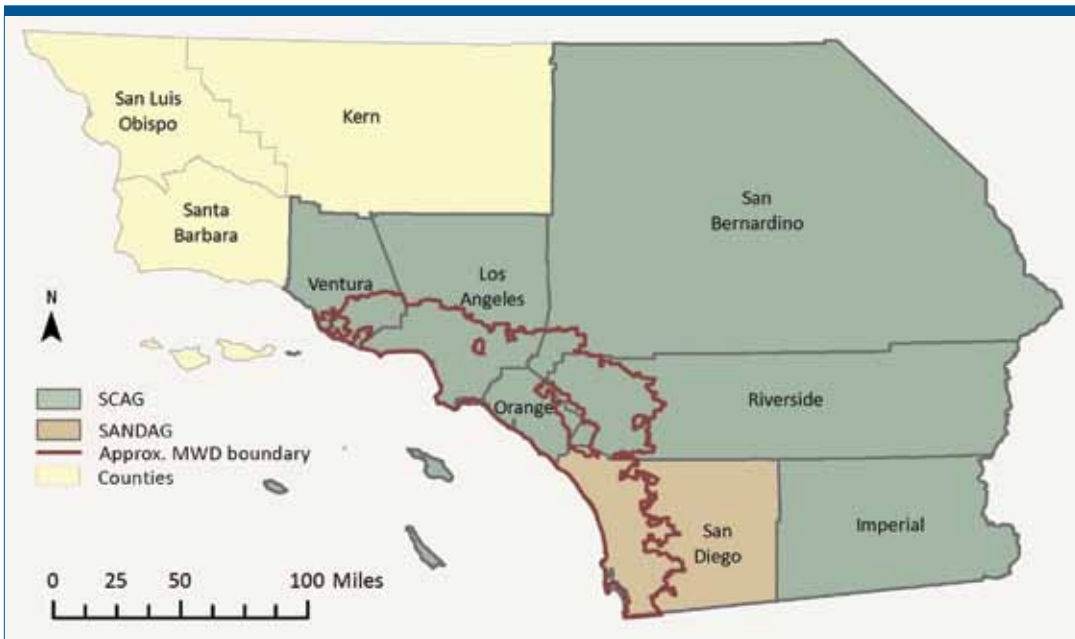 San Luis
Obispo
Kern
Santa
Barbara
San
Bernardino
Ventura
Los
Angeles
N
SCAG
SANDAG
Approx. MWD boundary
Counties
Orange
Riverside
San
Diego
Imperial
0 25 50 100 Miles